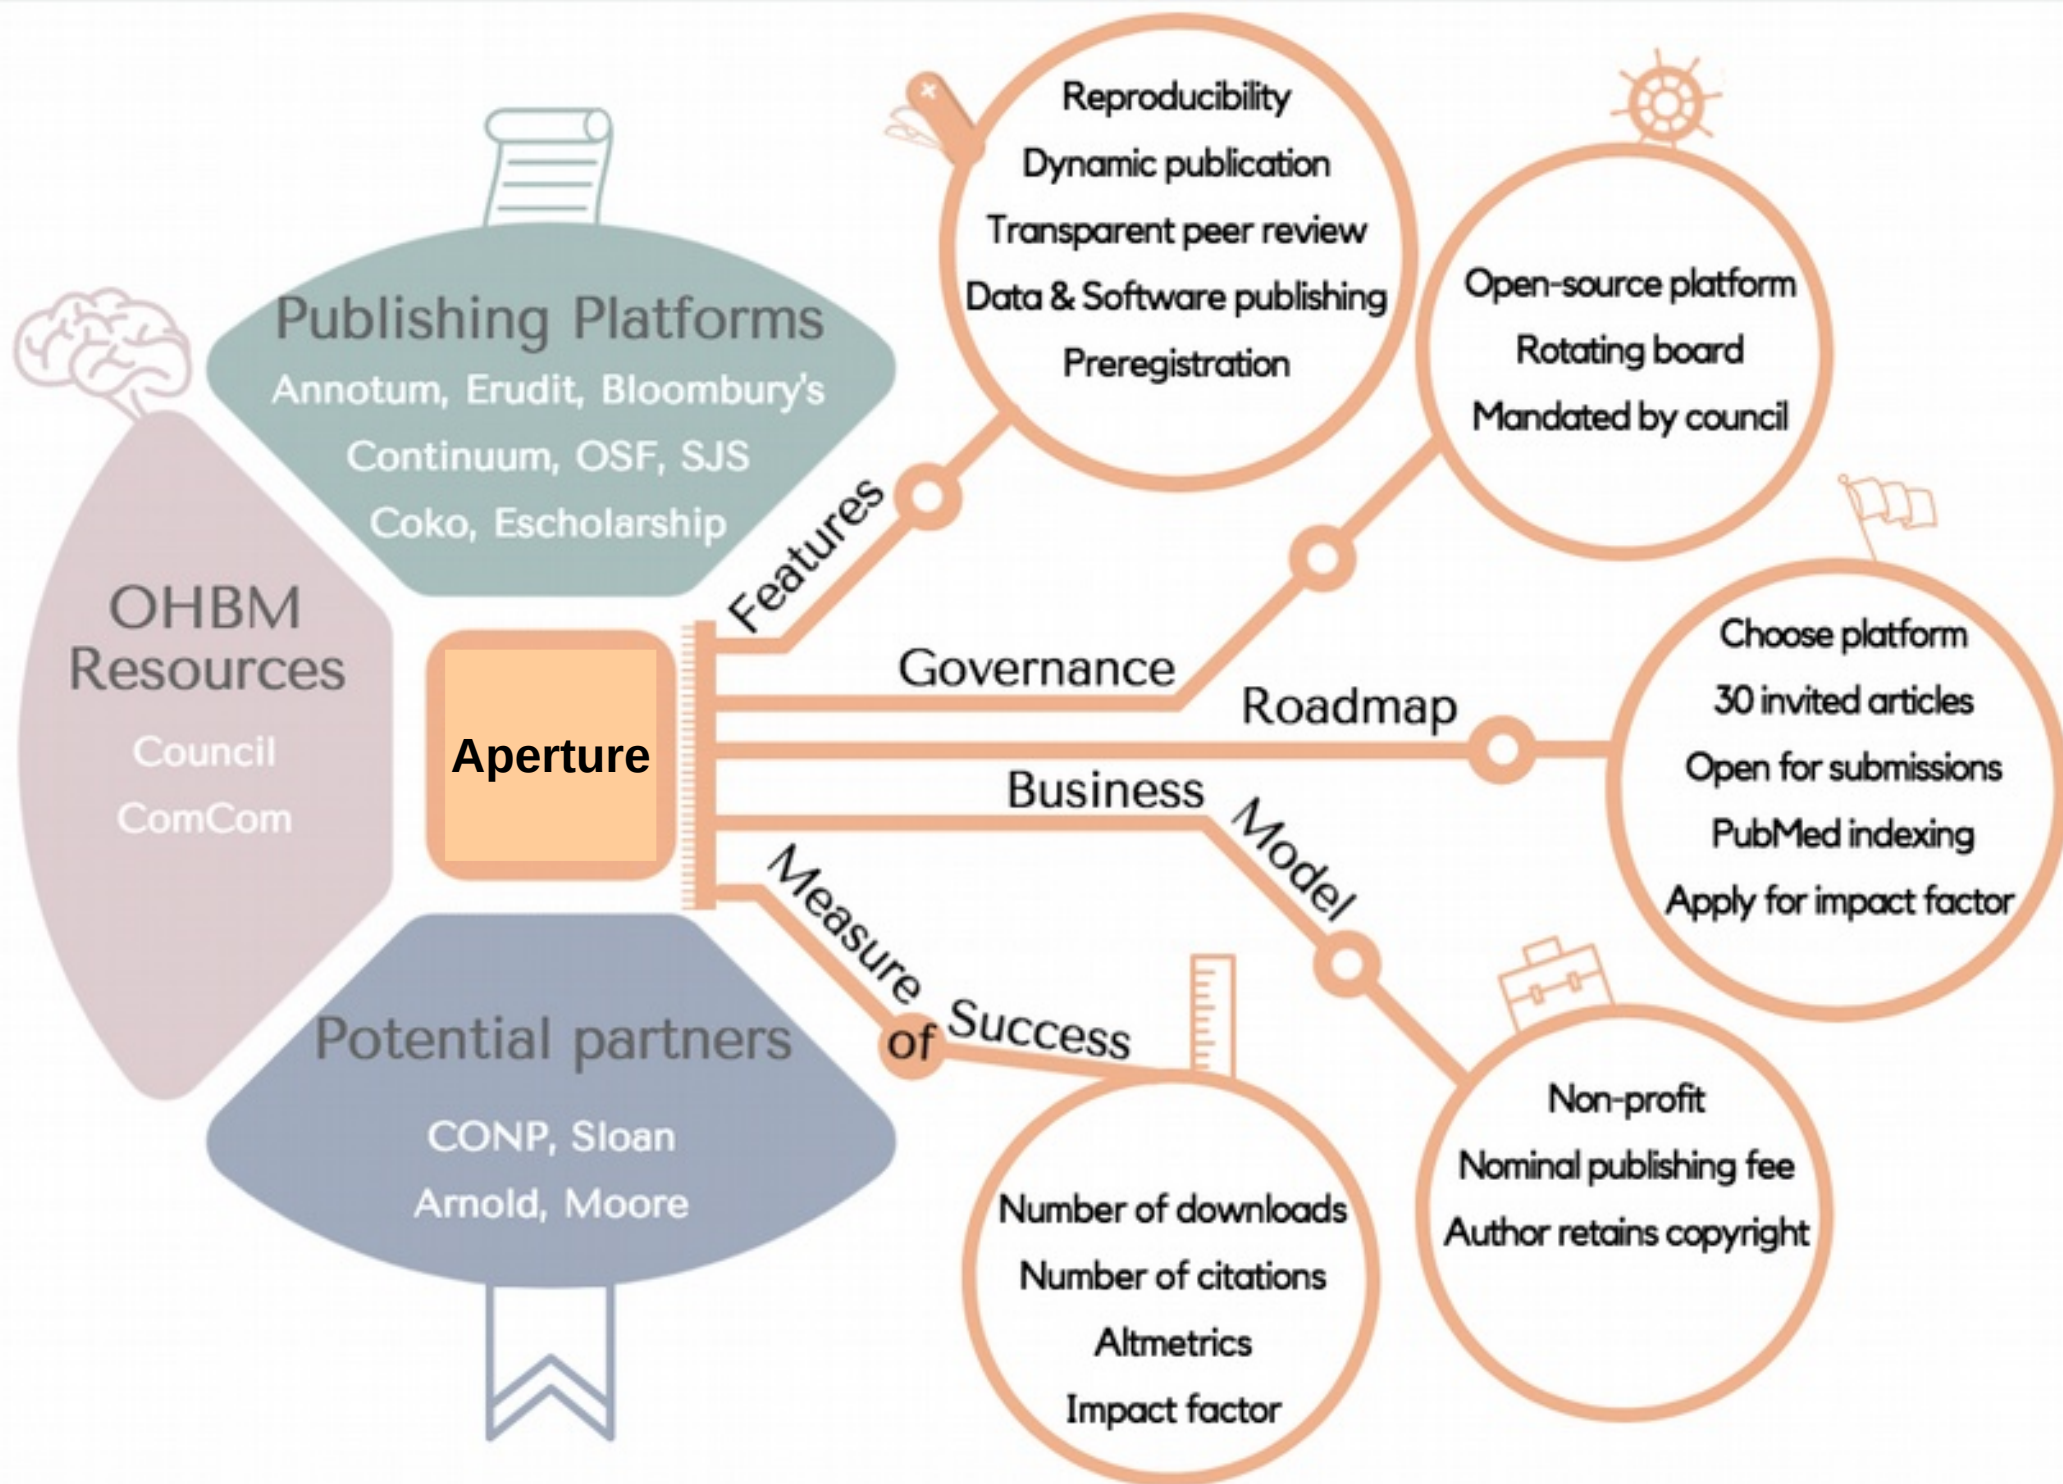 Publishing Platforms
Annotum, Erudit, Bloombury's
Continuum, OSF, SJS
Coko, Escholarship
OHBM
Resources
Council
ComCom
Aperture
Potential partners
CONP, Sloan
Arnold, Moore
Features
Reproducibility
Dynamic publication
Transparent peer review
Data & Software publishing
Preregistration
Governance
Open-source platform
Rotating board
Mandated by council
Roadmap
Choose platform
30 invited articles
Open for submissions
PubMed indexing
Apply for impact factor
Business Model
Non-profit
Nominal publishing fee
Author retains copyright
Measure of Success
Number of downloads
Number of citations
Altmetrics
Impact factor